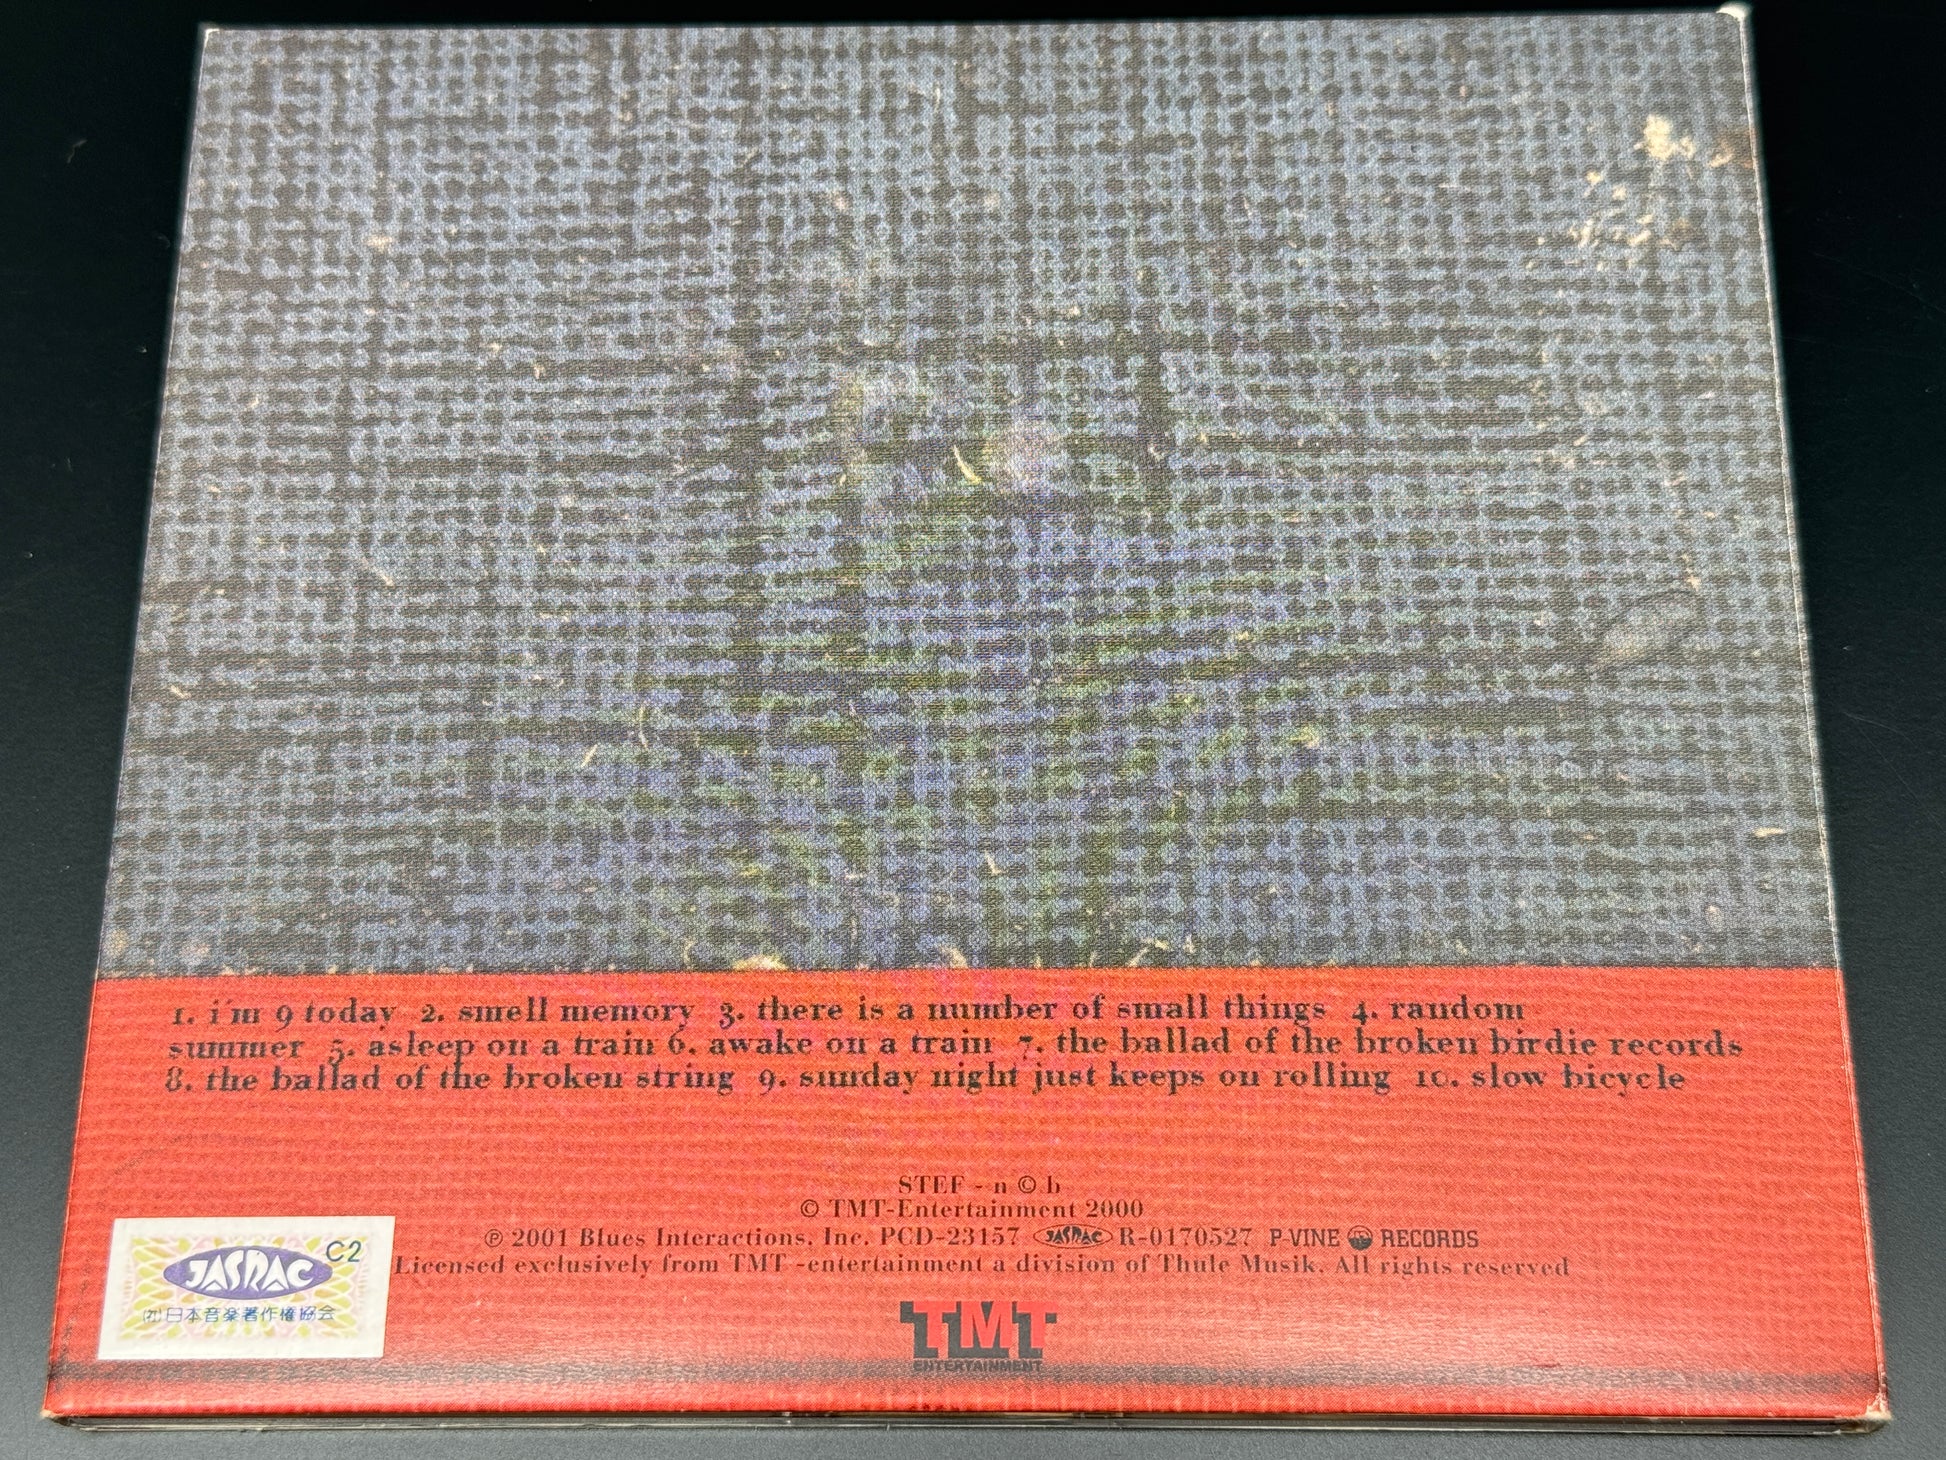 1. i'm 9 today 2. smell memory 3. there is a number of small things 4. random
summer 5. asleep on a train 6. awake on a train 7. the ballad of the broken birdie records
8. the ballad of the broken string 9. sunday night just keeps on rolling 10. slow bicycle
STEF - n © b
© TMT-Entertainment 2000
℗ 2001 Blues Interactions, Inc. PCD-23157 JASRAC R-0170527 P-VINE RECORDS
Licensed exclusively from TMT -entertainment a division of Thule Musik. All rights reserved
JASRAC C2
(社)日本音楽著作権協会
TMT
ENTERTAINMENT